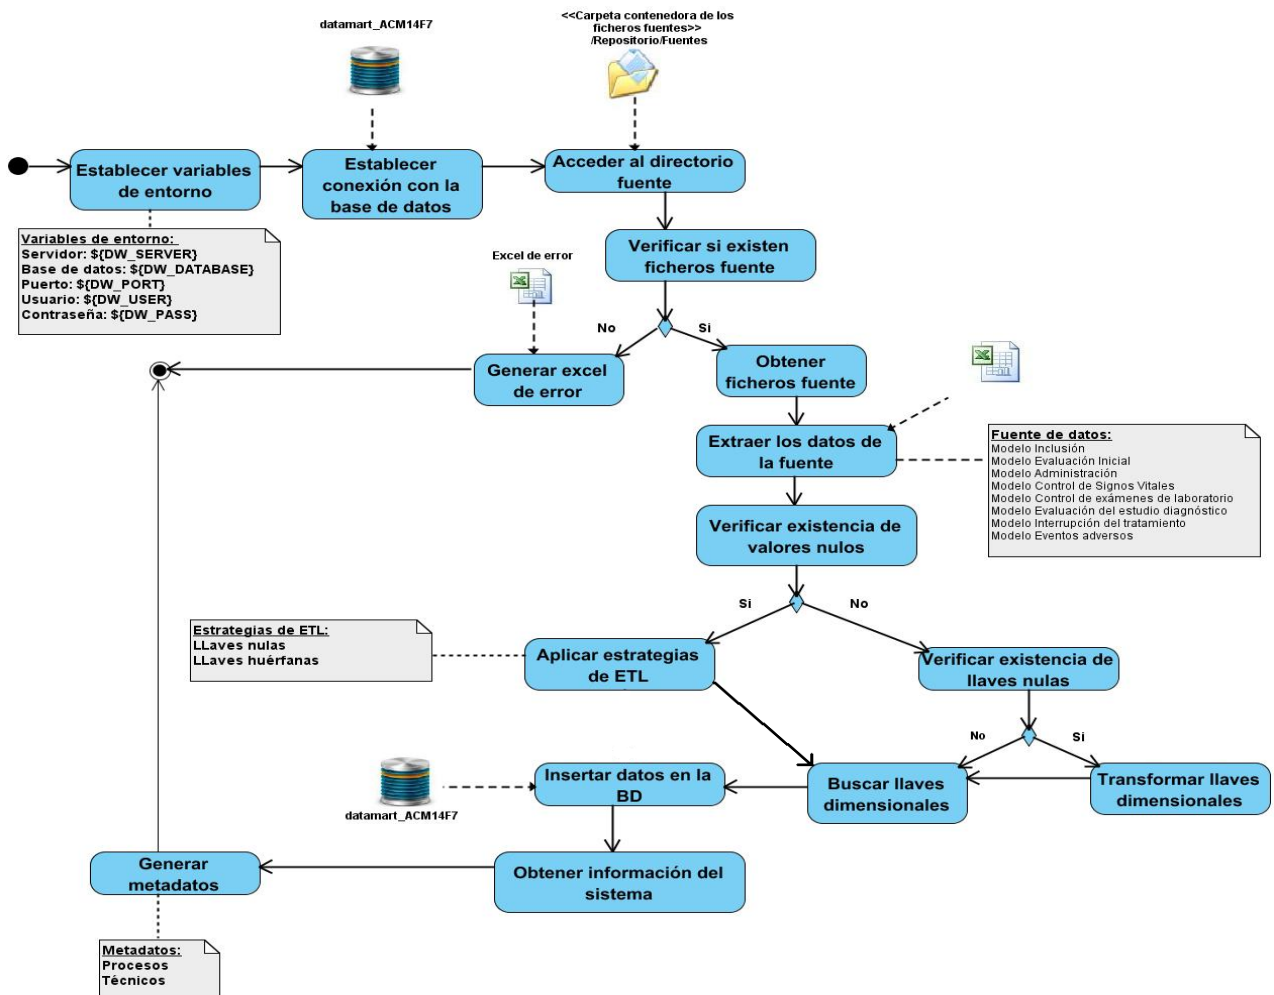 datamart_ACM14F7
<<Carpeta contenedora de los
ficheros fuentes>>
/Repositorio/Fuentes
Establecer variables
de entorno
Establecer
conexión con la
base de datos
Acceder al directorio
fuente
Variables de entorno:
Servidor: ${DW_SERVER}
Base de datos: ${DW_DATABASE}
Puerto: ${DW_PORT}
Usuario: ${DW_USER}
Contraseña: ${DW_PASS}
Verificar si existen
ficheros fuente
Excel de error
No
Si
Generar excel
de error
Obtener
ficheros fuente
Extraer los datos de
la fuente
Fuente de datos:
Modelo Inclusión
Modelo Evaluación Inicial
Modelo Administración
Modelo Control de Signos Vitales
Modelo Control de exámenes de laboratorio
Modelo Evaluación del estudio diagnóstico
Modelo Interrupción del tratamiento
Modelo Eventos adversos
Verificar existencia de
valores nulos
Si
No
Estrategias de ETL:
LLaves nulas
LLaves huérfanas
Aplicar estrategias
de ETL
Verificar existencia de
llaves nulas
No
Si
Insertar datos en la
BD
Buscar llaves
dimensionales
Transformar llaves
dimensionales
datamart_ACM14F7
Generar
metadatos
Obtener información del
sistema
Metadatos:
Procesos
Técnicos